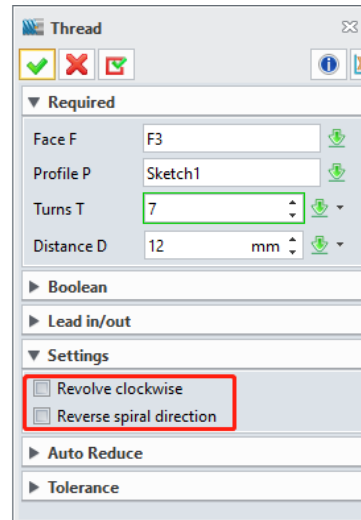 Thread
Required
Face F F3
Profile P Sketch1
Turns T 7
Distance D 12 mm
Boolean
Lead in/out
Settings
Revolve clockwise
Reverse spiral direction
Auto Reduce
Tolerance